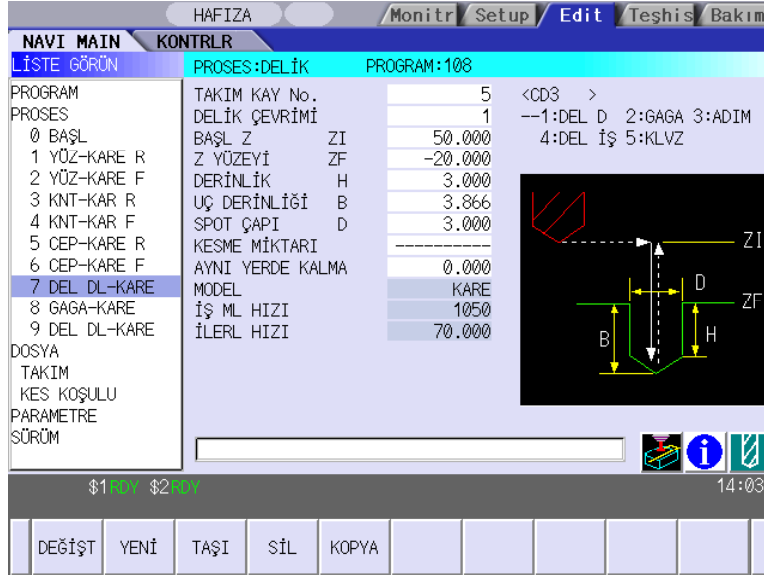 HAFIZA
Monitr Setup Edit Teşhis Bakım
NAVI MAIN KONTRLR
LİSTE GÖRÜN PROSES:DELİK PROGRAM:108
PROGRAM
PROSES
0 BAŞL
1 YÜZ-KARE R
2 YÜZ-KARE F
3 KNT-KAR R
4 KNT-KAR F
5 CEP-KARE R
6 CEP-KARE F
7 DEL DL-KARE
8 GAGA-KARE
9 DEL DL-KARE
DOSYA
TAKIM
KES KOŞULU
PARAMETRE
SÜRÜM
TAKIM KAY No. 5
DELİK ÇEVRİMİ 1
BAŞL Z ZI 50.000
Z YÜZEYİ ZF -20.000
DERİNLİK H 3.000
UÇ DERİNLİĞİ B 3.866
SPOT ÇAPI D 3.000
KESME MİKTARI ----------
AYNI YERDE KALMA 0.000
MODEL KARE
İŞ ML HIZI 1050
İLERL HIZI 70.000
<CD3 >
--1:DEL D 2:GAGA 3:ADIM
4:DEL İŞ 5:KLVZ
ZI
D
ZF
B
H
$1RDY $2RDY 14:03
DEĞİŞT YENİ TAŞI SİL KOPYA